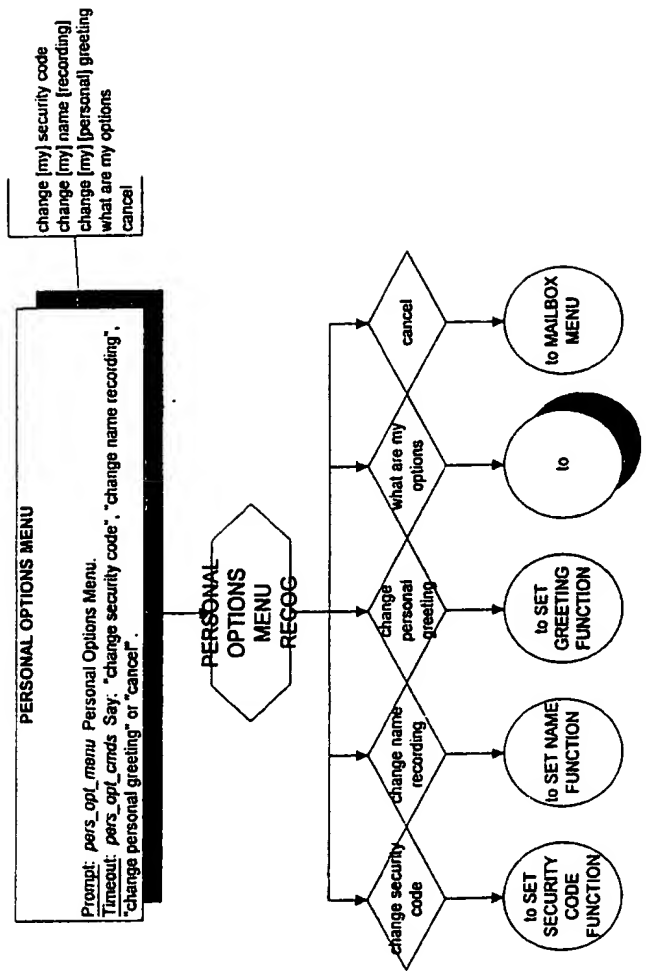 change [my] security code
change [my] name [recording]
change [my] [personal] greeting
what are my options
cancel
PERSONAL OPTIONS MENU
Prompt: pers_opt_menu Personal Options Menu.
Timeout: pers_opt_cmds Say: "change security code", "change name recording",
"change personal greeting" or "cancel".
PERSONAL
OPTIONS
MENU
RECOG
change security
code
change name
recording
change
personal
greeting
what are my
options
cancel
to SET
SECURITY
CODE
FUNCTION
to SET NAME
FUNCTION
to SET
GREETING
FUNCTION
to
to MAILBOX
MENU